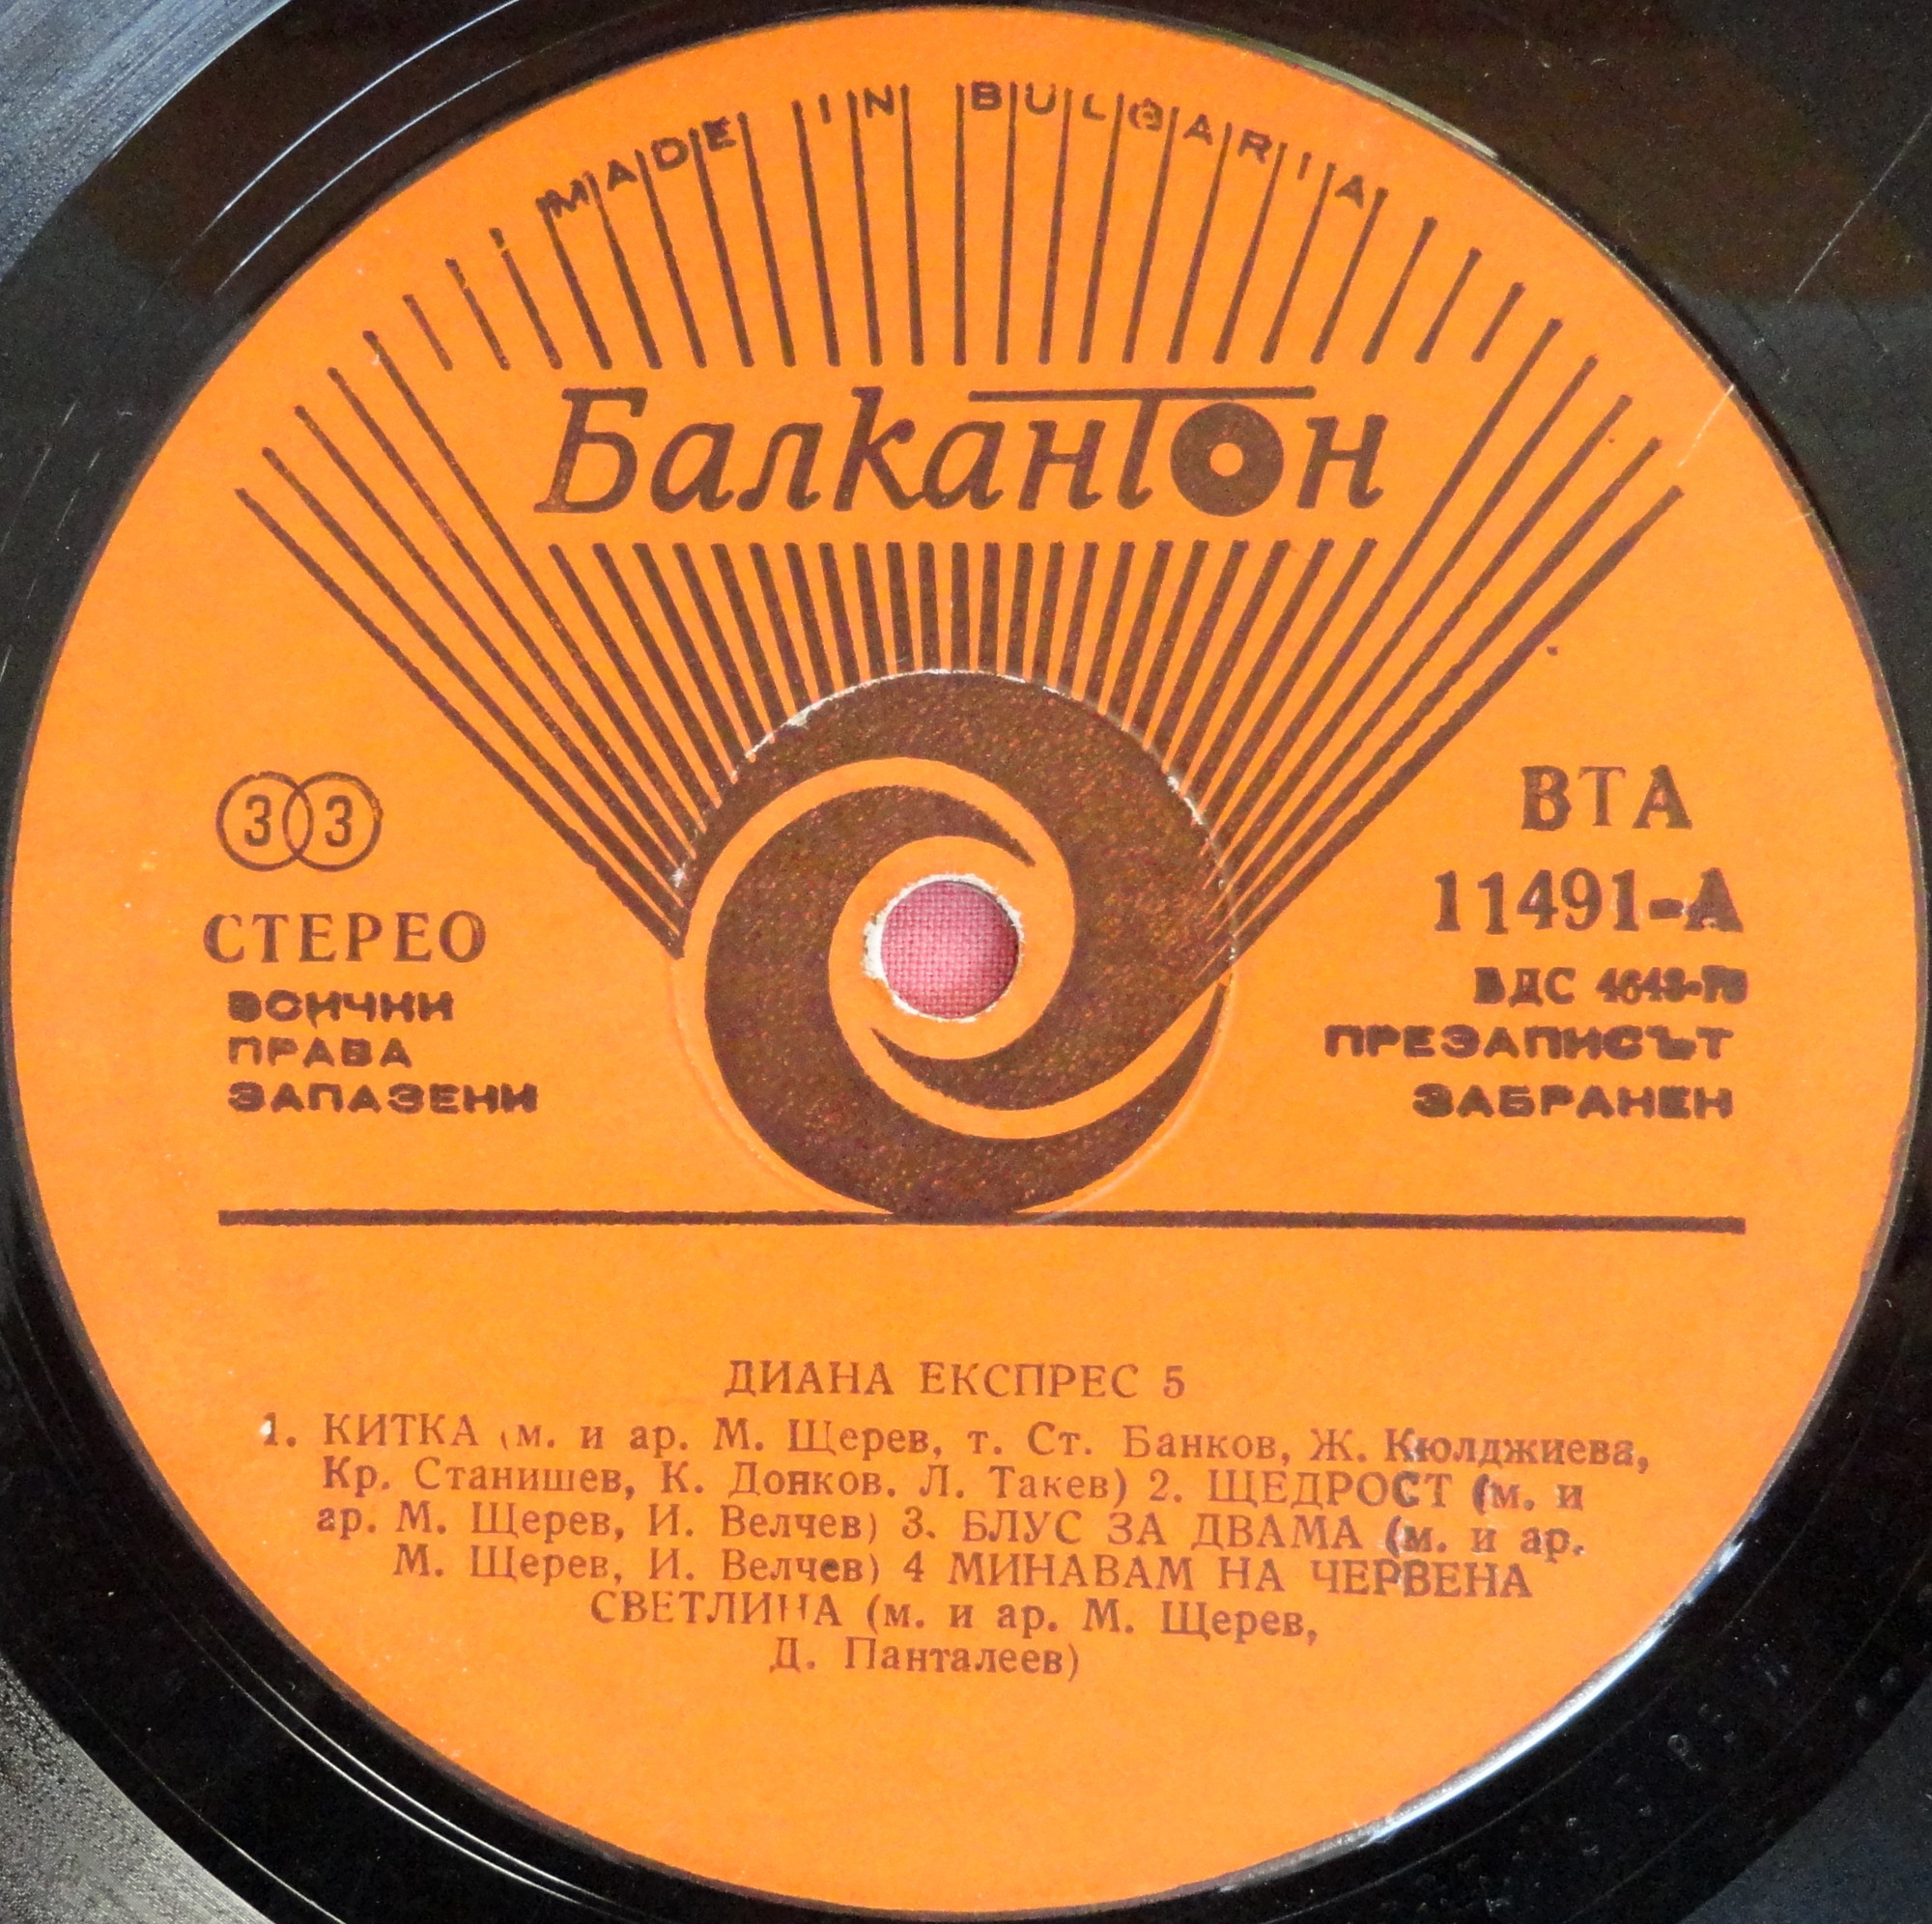 MADE IN BULGARIA
Балкантон
33
СТЕРЕО
ВСИЧКИ
ПРАВА
ЗАПАЗЕНИ
ВТА
11491-А
ВДС
ПРЕЗАПИСЪТ
ЗАБРАНЕН
ДИАНА ЕКСПРЕС 5
1. КИТКА (м. и ар. М. Щерев, т. Ст. Банков, Ж. Кюлджиева,
Кр. Станишев, К. Донков. Л. Такев) 2. ЩЕДРОСТ (м. и
ар. М. Щерев, И. Велчев) 3. БЛУС ЗА ДВАМА (м. и ар.
М. Щерев, И. Велчев) 4 МИНАВАМ НА ЧЕРВЕНА
СВЕТЛИНА (м. и ар. М. Щерев,
Д. Панталеев)